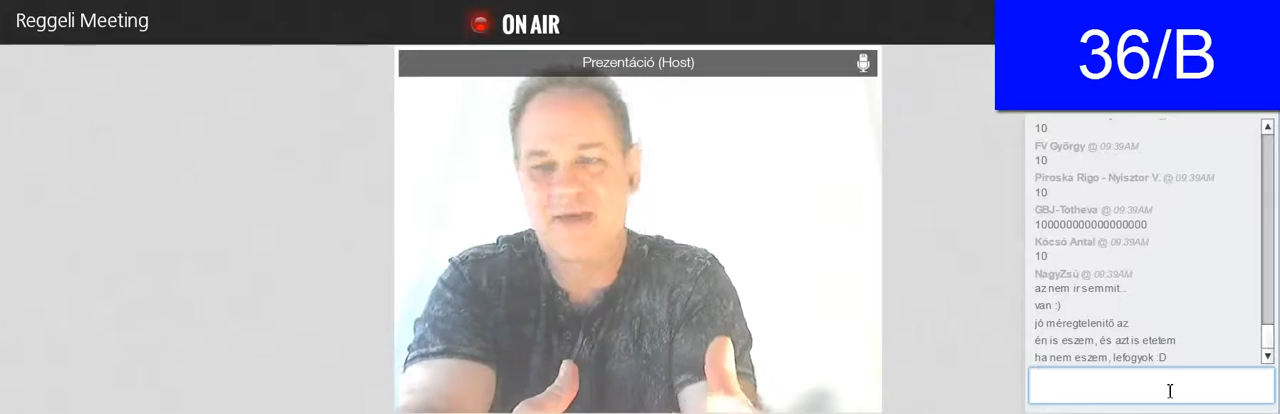 Reggeli Meeting
ON AIR
36/B
Prezentáció (Host)
10
FV György @ 09:39AM
10
Piroska Rigo - Nyisztor V. @ 09:39AM
10
GBJ-Totheva @ 09:39AM
100000000000000000
Kócsó Antal @ 09:39AM
10
NagyZsü @ 09:39AM
az nem ir semmit...
van :)
jó méregtelenitő az
én is eszem, és azt is etetem
ha nem eszem, lefogyok :D